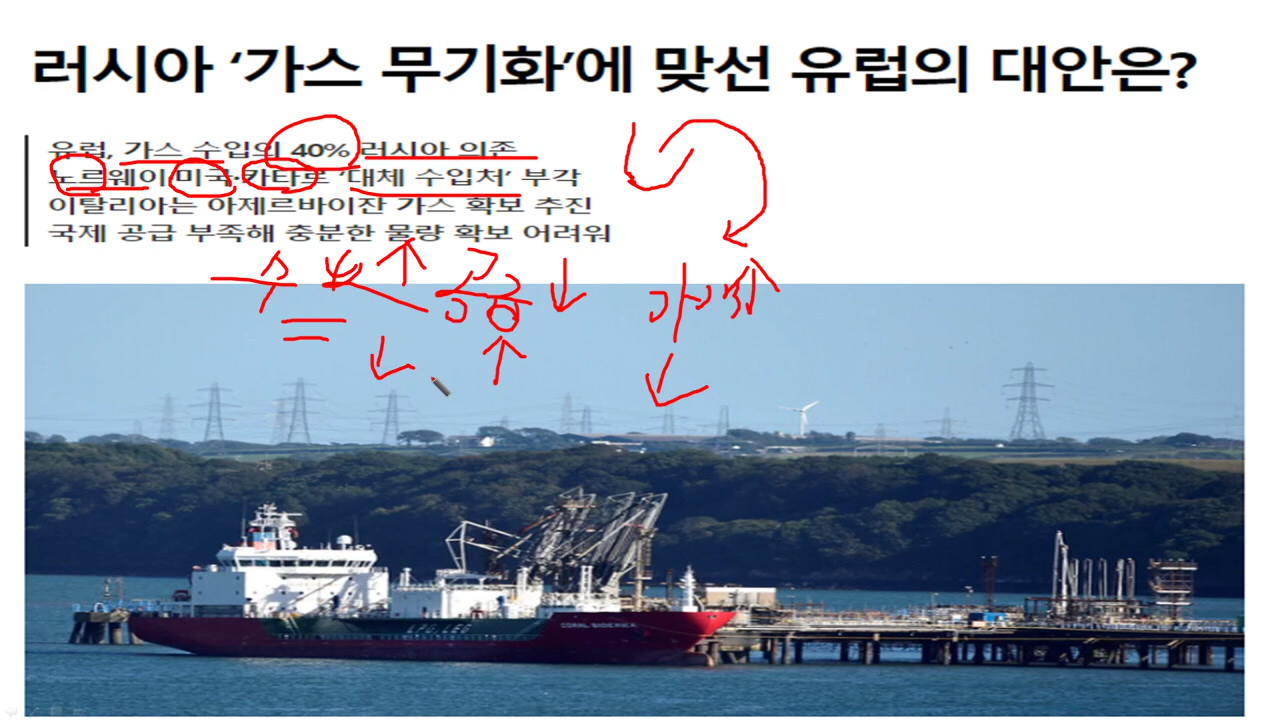 러시아 ‘가스 무기화’에 맞선 유럽의 대안은?
유럽, 가스 수입의 40% 러시아 의존
노르웨이·미국·카타르 ‘대체 수입처’ 부각
이탈리아는 아제르바이잔 가스 확보 추진
국제 공급 부족해 충분한 물량 확보 어려워
수요↑ 공급↓ 가격↑
LPG/LEG